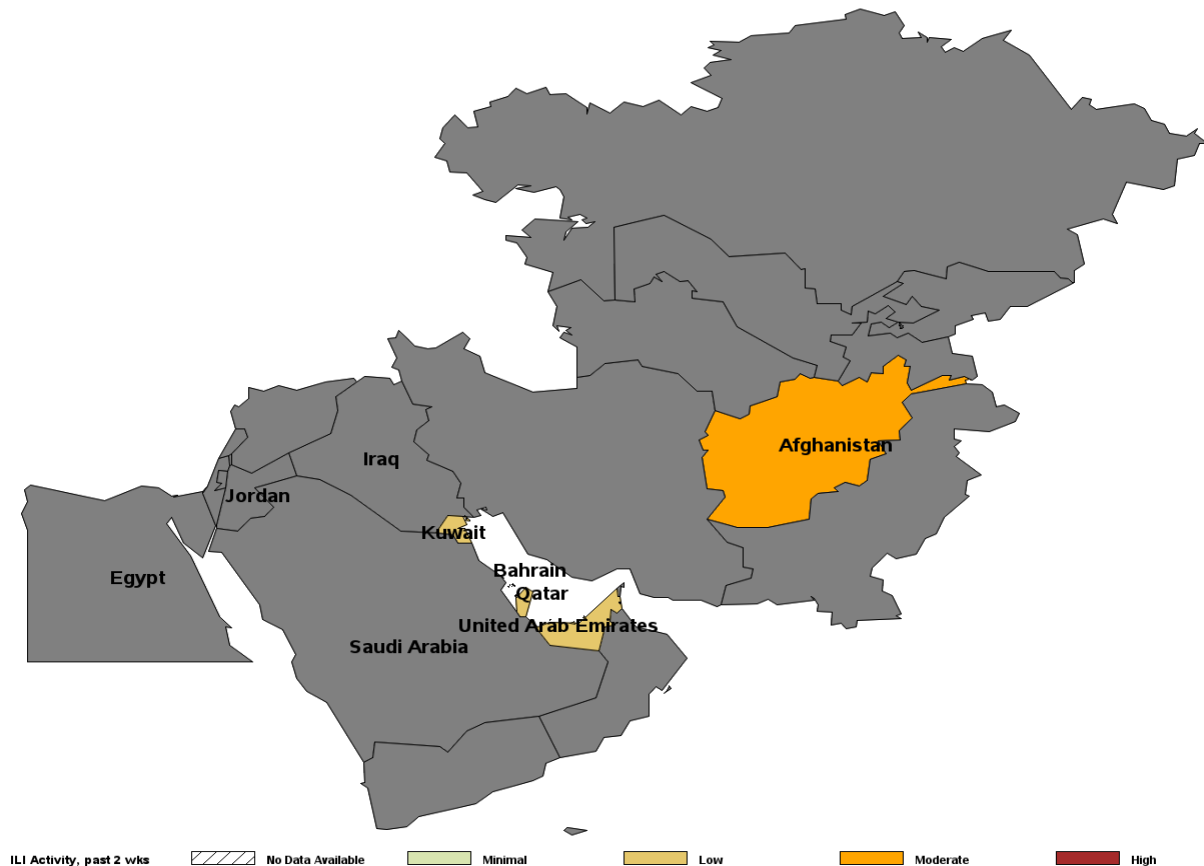 Afghanistan
Iraq
Jordan
Kuwait
Bahrain
Egypt
Qatar
United Arab Emirates
Saudi Arabia
ILI Activity, past 2 wks No Data Available Minimal Low Moderate High